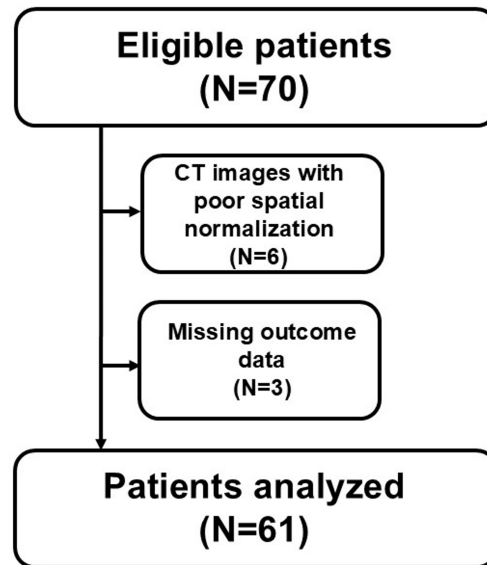 Eligible patients
(N=70)
CT images with
poor spatial
normalization
(N=6)
Missing outcome
data
(N=3)
Patients analyzed
(N=61)